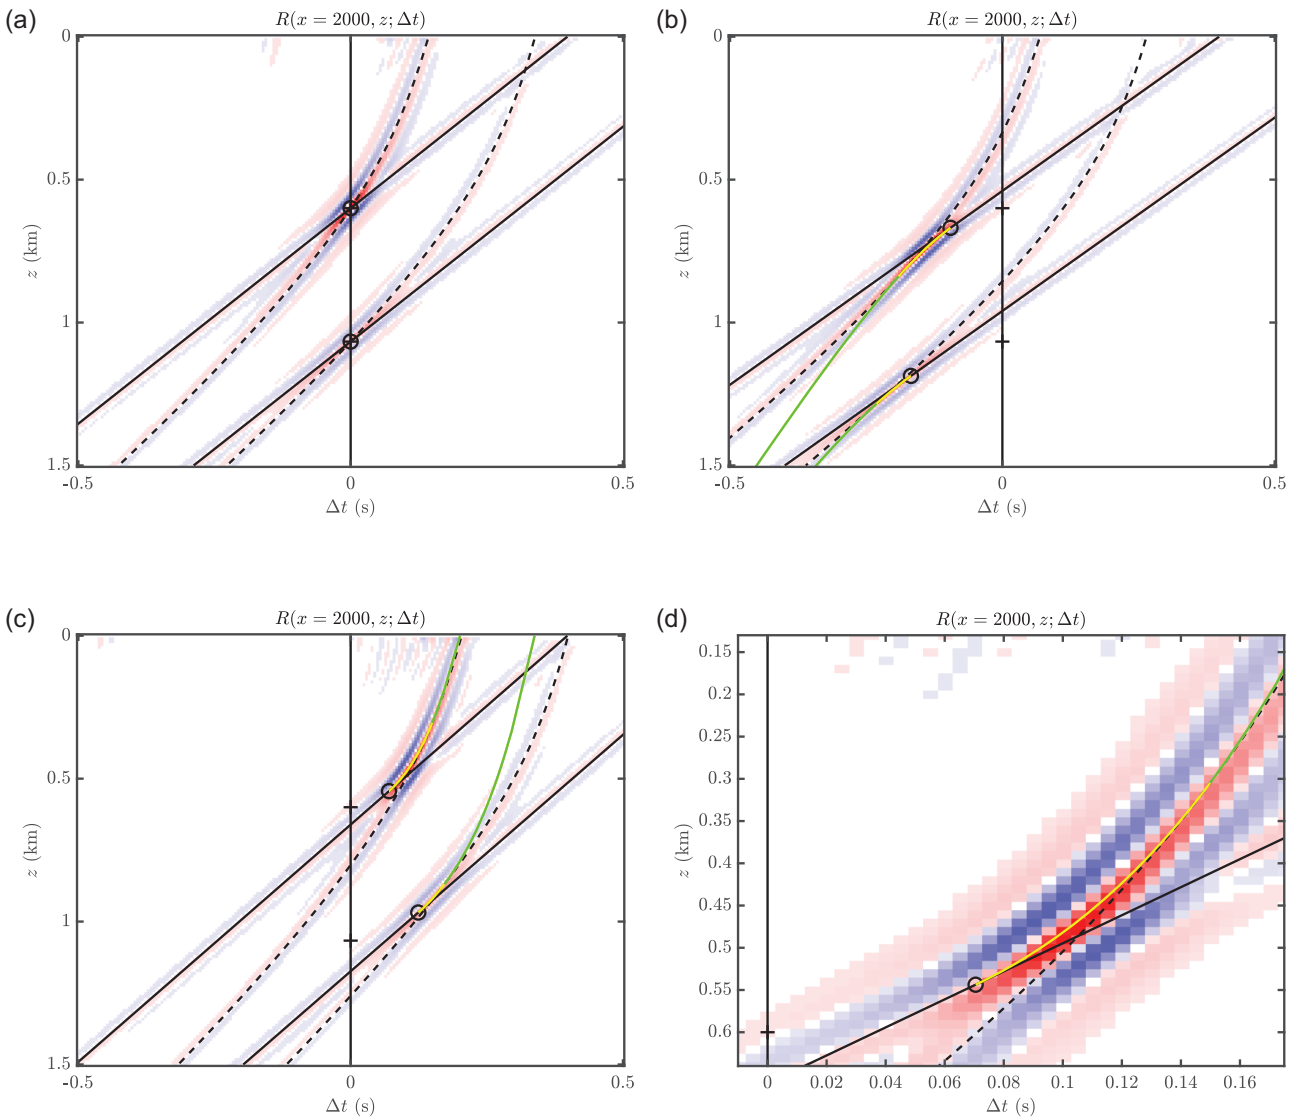 (a)
R(x = 2000, z; Δt)
0
0.5
1
1.5
z (km)
-0.5
0
0.5
Δt (s)
(b)
R(x = 2000, z; Δt)
0
0.5
1
1.5
z (km)
-0.5
0
0.5
Δt (s)
(c)
R(x = 2000, z; Δt)
0
0.5
1
1.5
z (km)
-0.5
0
0.5
Δt (s)
(d)
R(x = 2000, z; Δt)
0.15
0.2
0.25
0.3
0.35
0.4
0.45
0.5
0.55
0.6
z (km)
0
0.02
0.04
0.06
0.08
0.1
0.12
0.14
0.16
Δt (s)